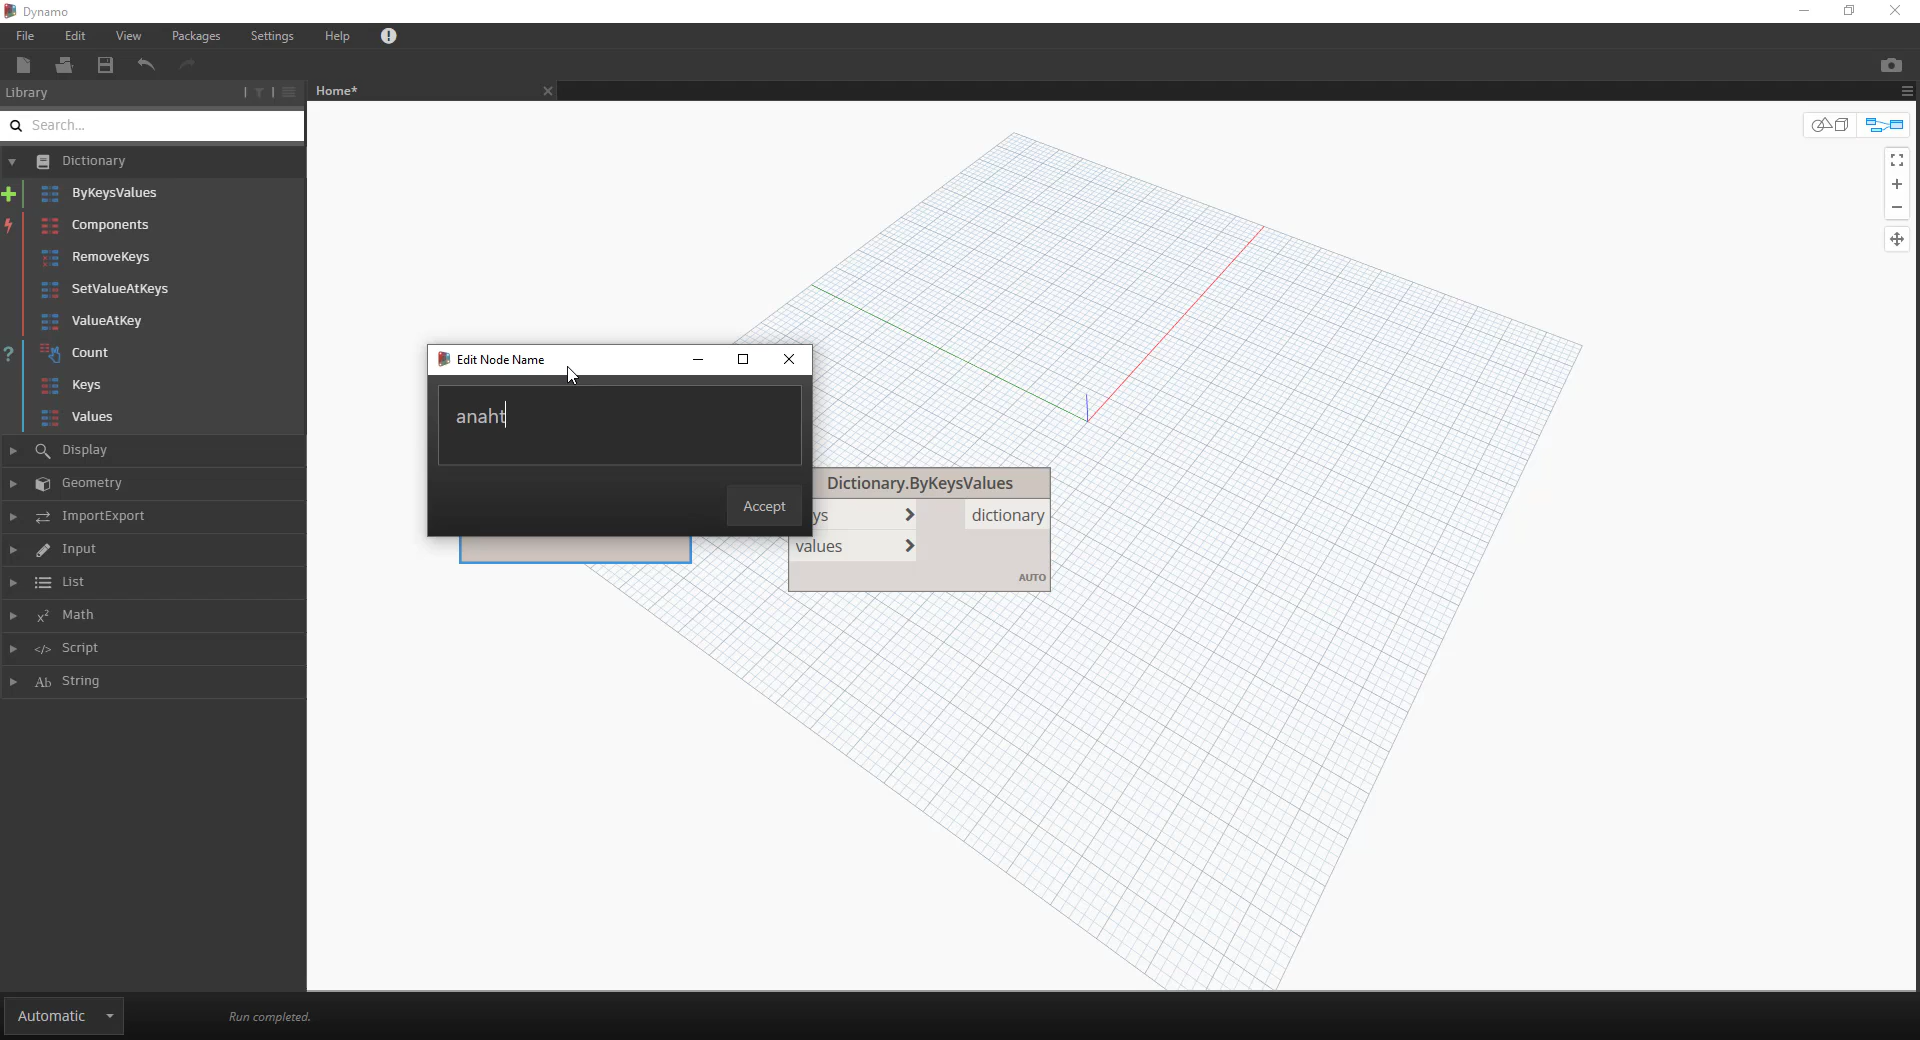 Dynamo
File Edit View Packages Settings Help
Library
Home*
Search...
Dictionary
ByKeysValues
Components
RemoveKeys
SetValueAtKeys
ValueAtKey
Count
Keys
Values
Display
Geometry
ImportExport
Input
List
Math
Script
String
Edit Node Name
anaht
Accept
Dictionary.ByKeysValues
ys
dictionary
values
AUTO
Automatic
Run completed.